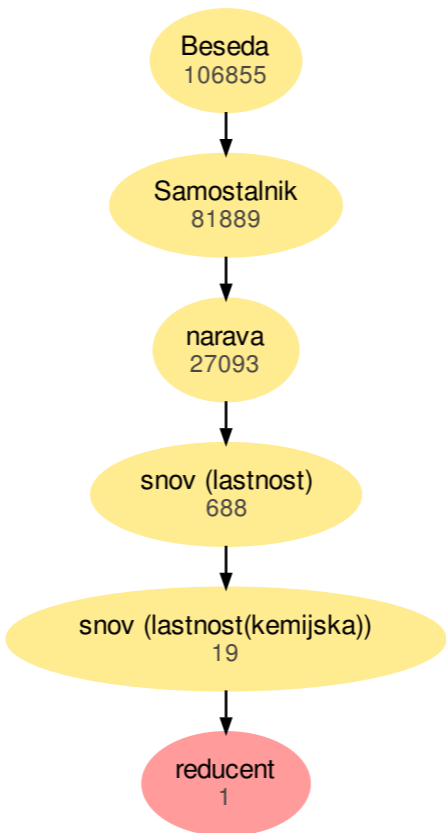 Beseda
106855
Samostalnik
81889
narava
27093
snov (lastnost)
688
snov (lastnost(kemijska))
19
reducent
1